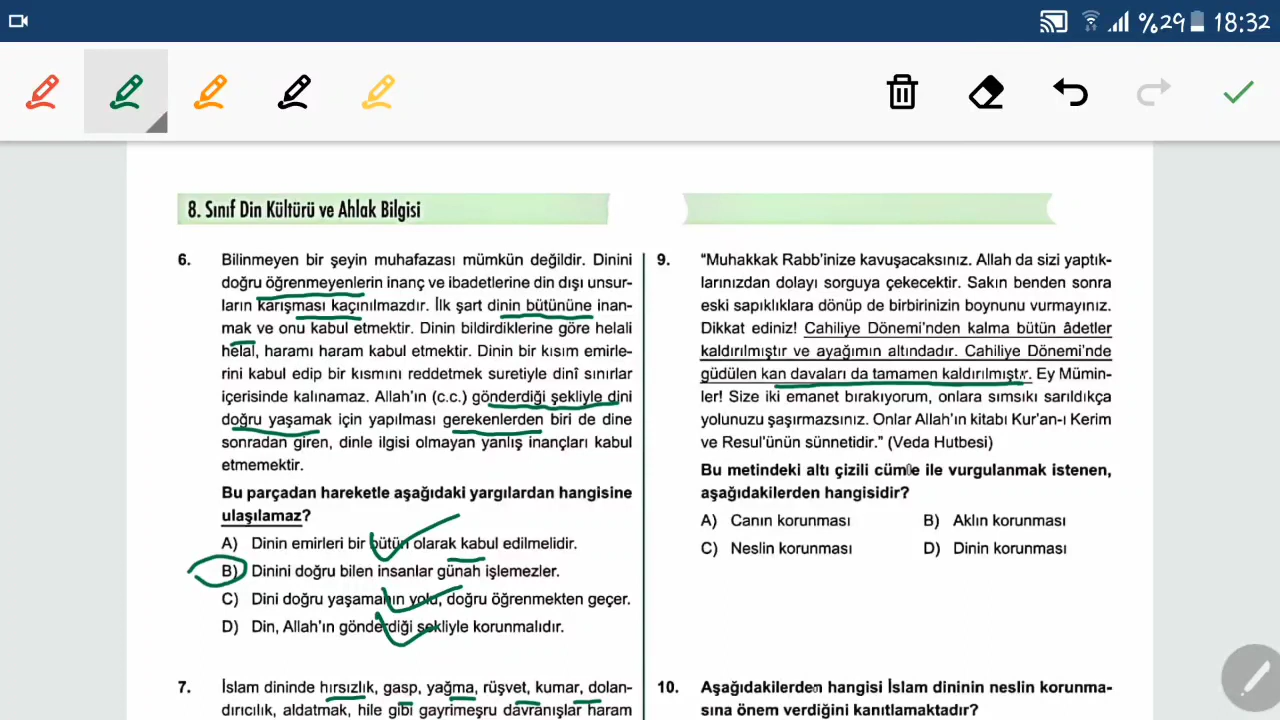 %29 18:32
8. Sınıf Din Kültürü ve Ahlak Bilgisi
6. Bilinmeyen bir şeyin muhafazası mümkün değildir. Dinini
doğru öğrenmeyenlerin inanç ve ibadetlerine din dışı unsur-
ların karışması kaçınılmazdır. İlk şart dinin bütününe inan-
mak ve onu kabul etmektir. Dinin bildirdiklerine göre helali
helal, haramı haram kabul etmektir. Dinin bir kısım emirle-
rini kabul edip bir kısmını reddetmek suretiyle dinî sınırlar
içerisinde kalınamaz. Allah’ın (c.c.) gönderdiği şekliyle dini
doğru yaşamak için yapılması gerekenlerden biri de dine
sonradan giren, dinle ilgisi olmayan yanlış inançları kabul
etmemektir.
Bu parçadan hareketle aşağıdaki yargılardan hangisine
ulaşılamaz?
A) Dinin emirleri bir bütün olarak kabul edilmelidir.
B) Dinini doğru bilen insanlar günah işlemezler.
C) Dini doğru yaşamanın yolu, doğru öğrenmekten geçer.
D) Din, Allah’ın gönderdiği şekliyle korunmalıdır.
7. İslam dininde hırsızlık, gasp, yağma, rüşvet, kumar, dolan-
dırıcılık, aldatmak, hile gibi gayrimeşru davranışlar haram
9. “Muhakkak Rabb’inize kavuşacaksınız. Allah da sizi yaptık-
larınızdan dolayı sorguya çekecektir. Sakın benden sonra
eski sapıklıklara dönüp de birbirinizin boynunu vurmayınız.
Dikkat ediniz! Cahiliye Dönemi’nden kalma bütün âdetler
kaldırılmıştır ve ayağımın altındadır. Cahiliye Dönemi’nde
güdülen kan davaları da tamamen kaldırılmıştır. Ey Mümin-
ler! Size iki emanet bırakıyorum, onlara sımsıkı sarıldıkça
yolunuzu şaşırmazsınız. Onlar Allah’ın kitabı Kur’an-ı Kerim
ve Resul’ünün sünnetidir.” (Veda Hutbesi)
Bu metindeki altı çizili cümle ile vurgulanmak istenen,
aşağıdakilerden hangisidir?
A) Canın korunması B) Aklın korunması
C) Neslin korunması D) Dinin korunması
10. Aşağıdakilerden hangisi İslam dininin neslin korunma-
sına önem verdiğini kanıtlamaktadır?